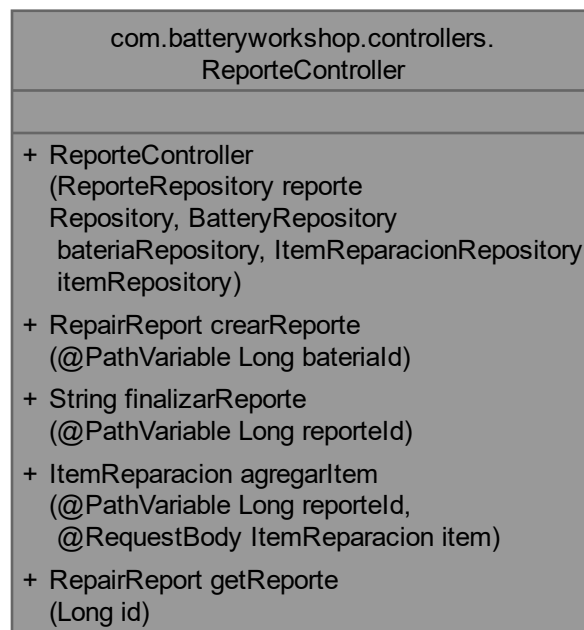 com.batteryworkshop.controllers.
ReporteController
+ ReporteController
(ReporteRepository reporte
Repository, BatteryRepository
bateriaRepository, ItemReparacionRepository
itemRepository)
+ RepairReport crearReporte
(@PathVariable Long bateriaId)
+ String finalizarReporte
(@PathVariable Long reporteId)
+ ItemReparacion agregarItem
(@PathVariable Long reporteId,
@RequestBody ItemReparacion item)
+ RepairReport getReporte
(Long id)